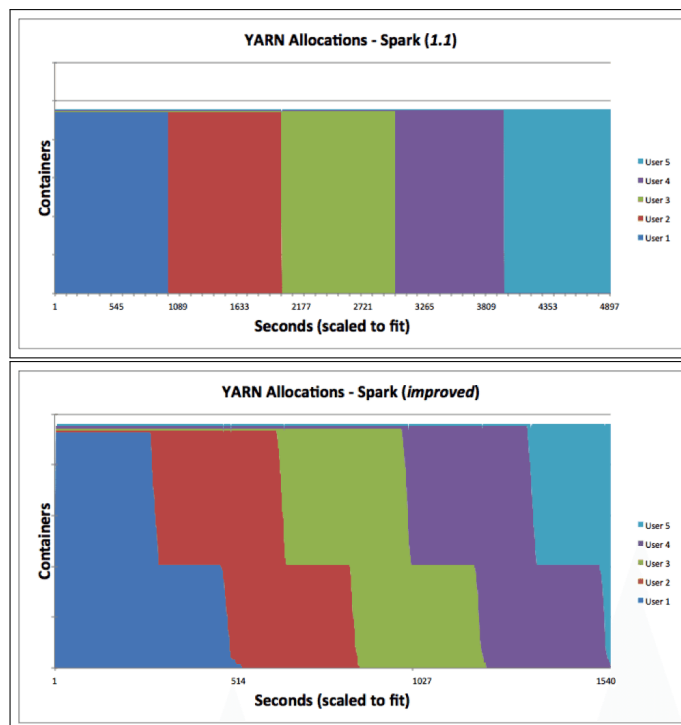 YARN Allocations - Spark (1.1)
Containers
User 5
User 4
User 3
User 2
User 1
1 545 1089 1633 2177 2721 3265 3809 4353 4897
Seconds (scaled to fit)
YARN Allocations - Spark (improved)
Containers
User 5
User 4
User 3
User 2
User 1
1 514 1027 1540
Seconds (scaled to fit)